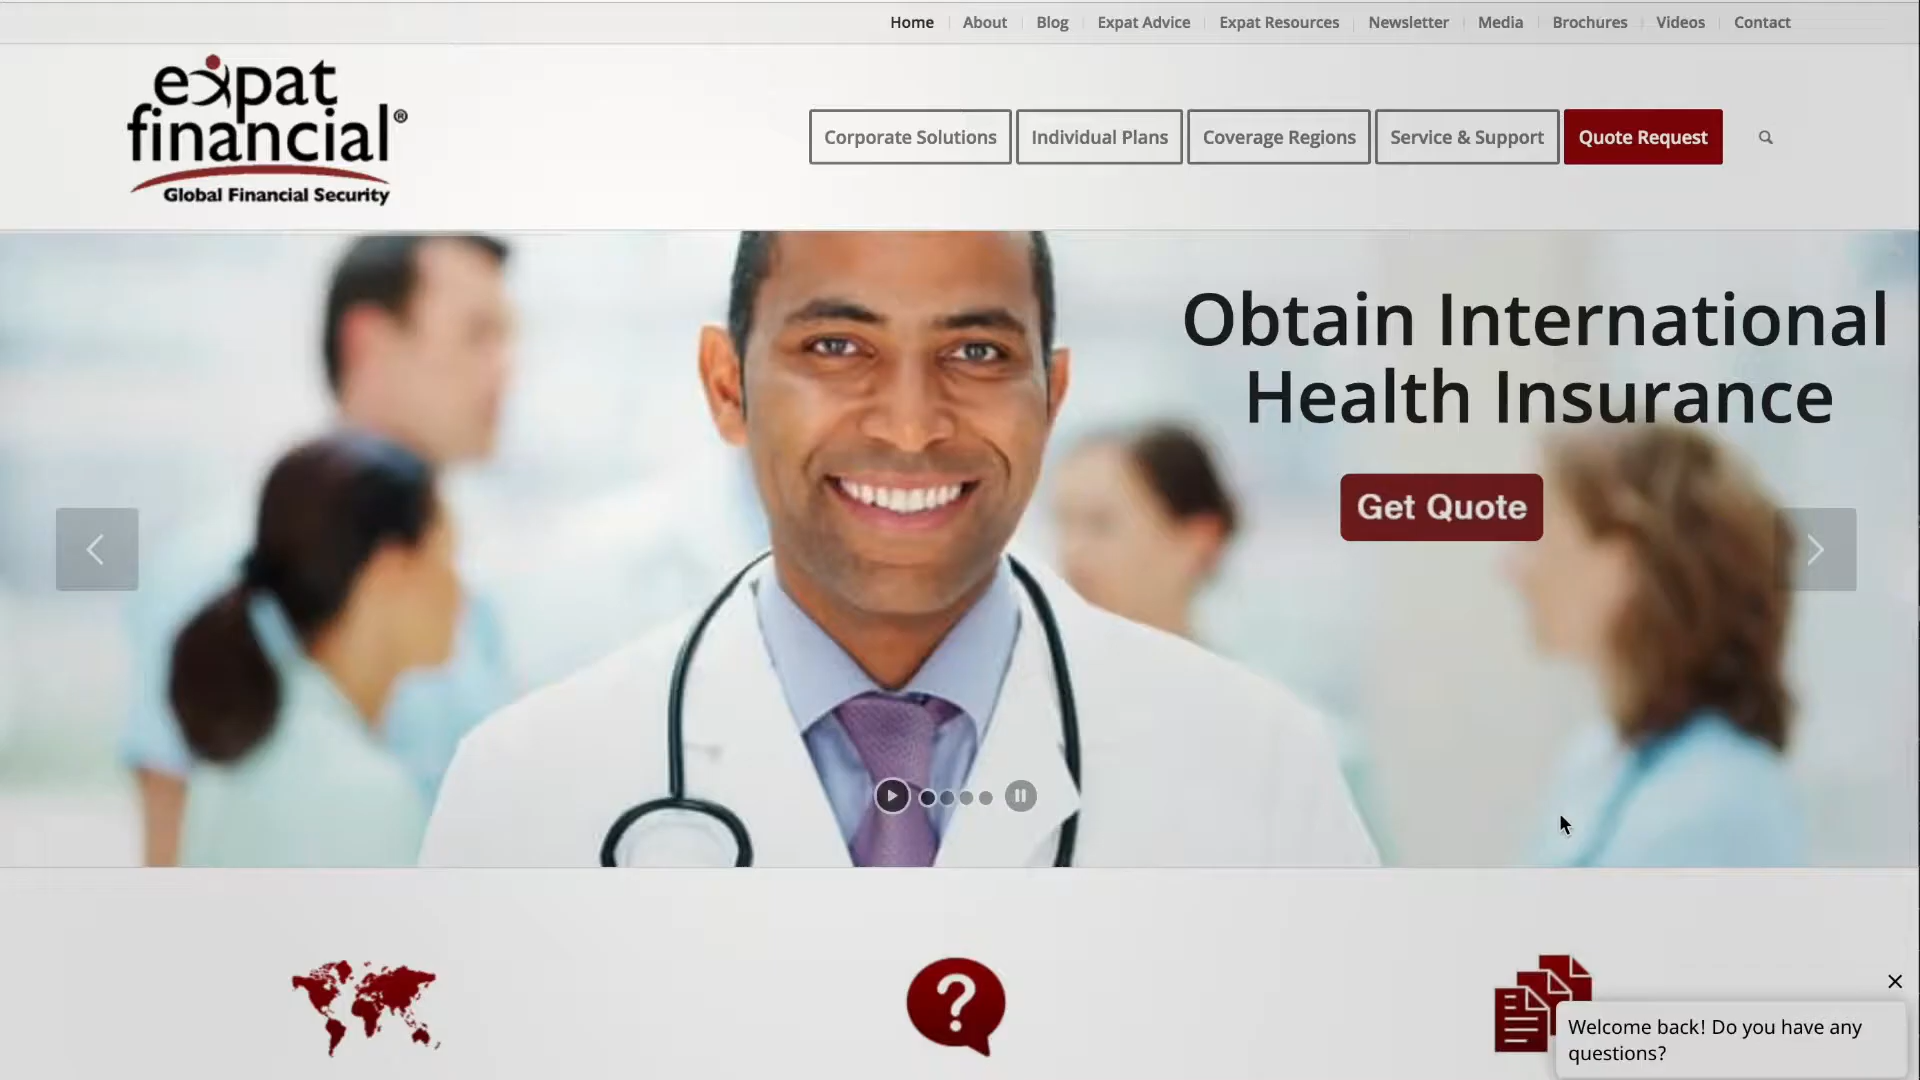 Home
About
Blog
Expat Advice
Expat Resources
Newsletter
Media
Brochures
Videos
Contact
expat
financial®
Global Financial Security
Corporate Solutions
Individual Plans
Coverage Regions
Service & Support
Quote Request
Obtain International
Health Insurance
Get Quote
?
Welcome back! Do you have any
questions?